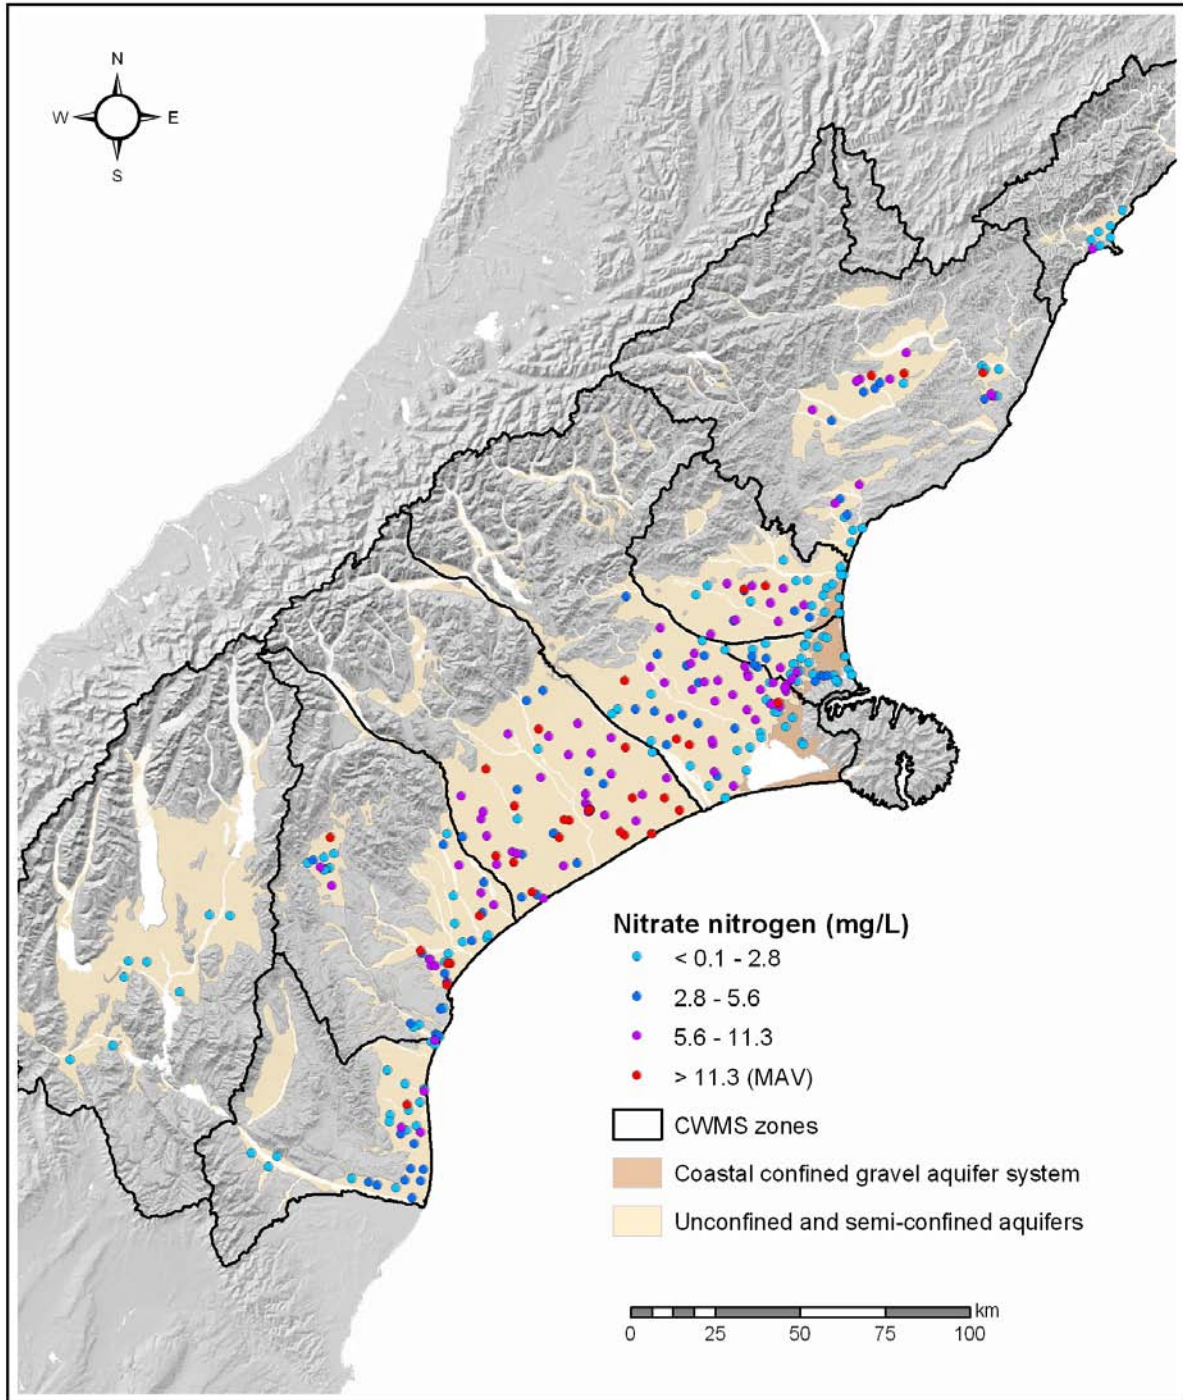 N
W E
S
Nitrate nitrogen (mg/L)
< 0.1 - 2.8
2.8 - 5.6
5.6 - 11.3
> 11.3 (MAV)
CWMS zones
Coastal confined gravel aquifer system
Unconfined and semi-confined aquifers
km
0 25 50 75 100